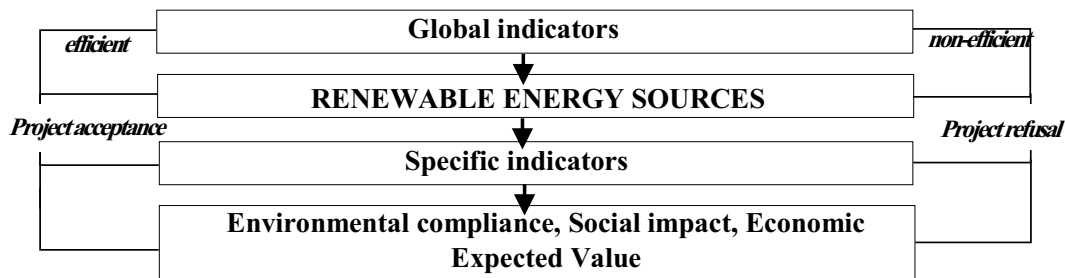 Global indicators
efficient
non-efficient
RENEWABLE ENERGY SOURCES
Project acceptance
Project refusal
Specific indicators
Environmental compliance, Social impact, Economic
Expected Value